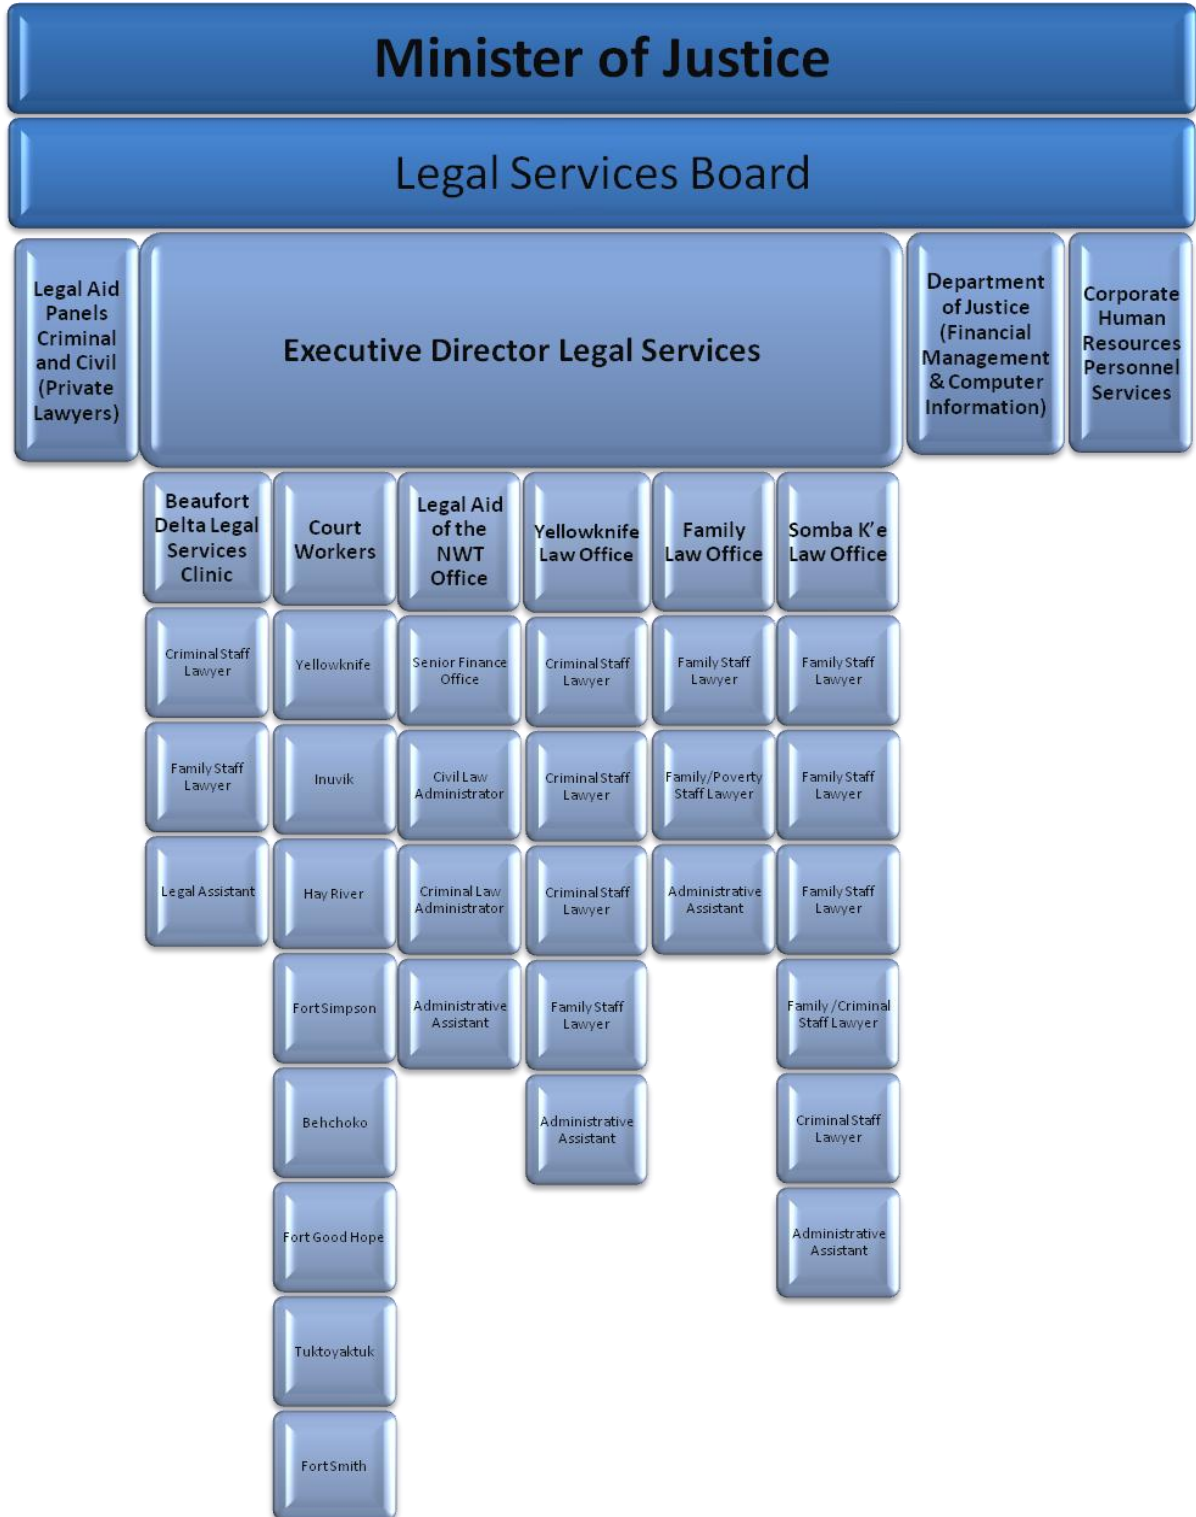 Minister of Justice
Legal Services Board
Legal Aid
Panels
Criminal
and Civil
(Private
Lawyers)
Executive Director Legal Services
Department
of Justice
(Financial
Management
& Computer
Information)
Corporate
Human
Resources
Personnel
Services
Beaufort
Delta Legal
Services
Clinic
Criminal Staff
Lawyer
Family Staff
Lawyer
Legal Assistant
Court
Workers
Yellowknife
Inuvik
Hay River
Fort Simpson
Behchoko
Fort Good Hope
Tuktoyaktuk
Fort Smith
Legal Aid
of the
NWT
Office
Senior Finance
Office
Civil Law
Administrator
Criminal Law
Administrator
Administrative
Assistant
Yellowknife
Law Office
Criminal Staff
Lawyer
Criminal Staff
Lawyer
Criminal Staff
Lawyer
Family Staff
Lawyer
Administrative
Assistant
Family
Law Office
Family Staff
Lawyer
Family/Poverty
Staff Lawyer
Administrative
Assistant
Somba K’e
Law Office
Family Staff
Lawyer
Family Staff
Lawyer
Family Staff
Lawyer
Family /Criminal
Staff Lawyer
Criminal Staff
Lawyer
Administrative
Assistant